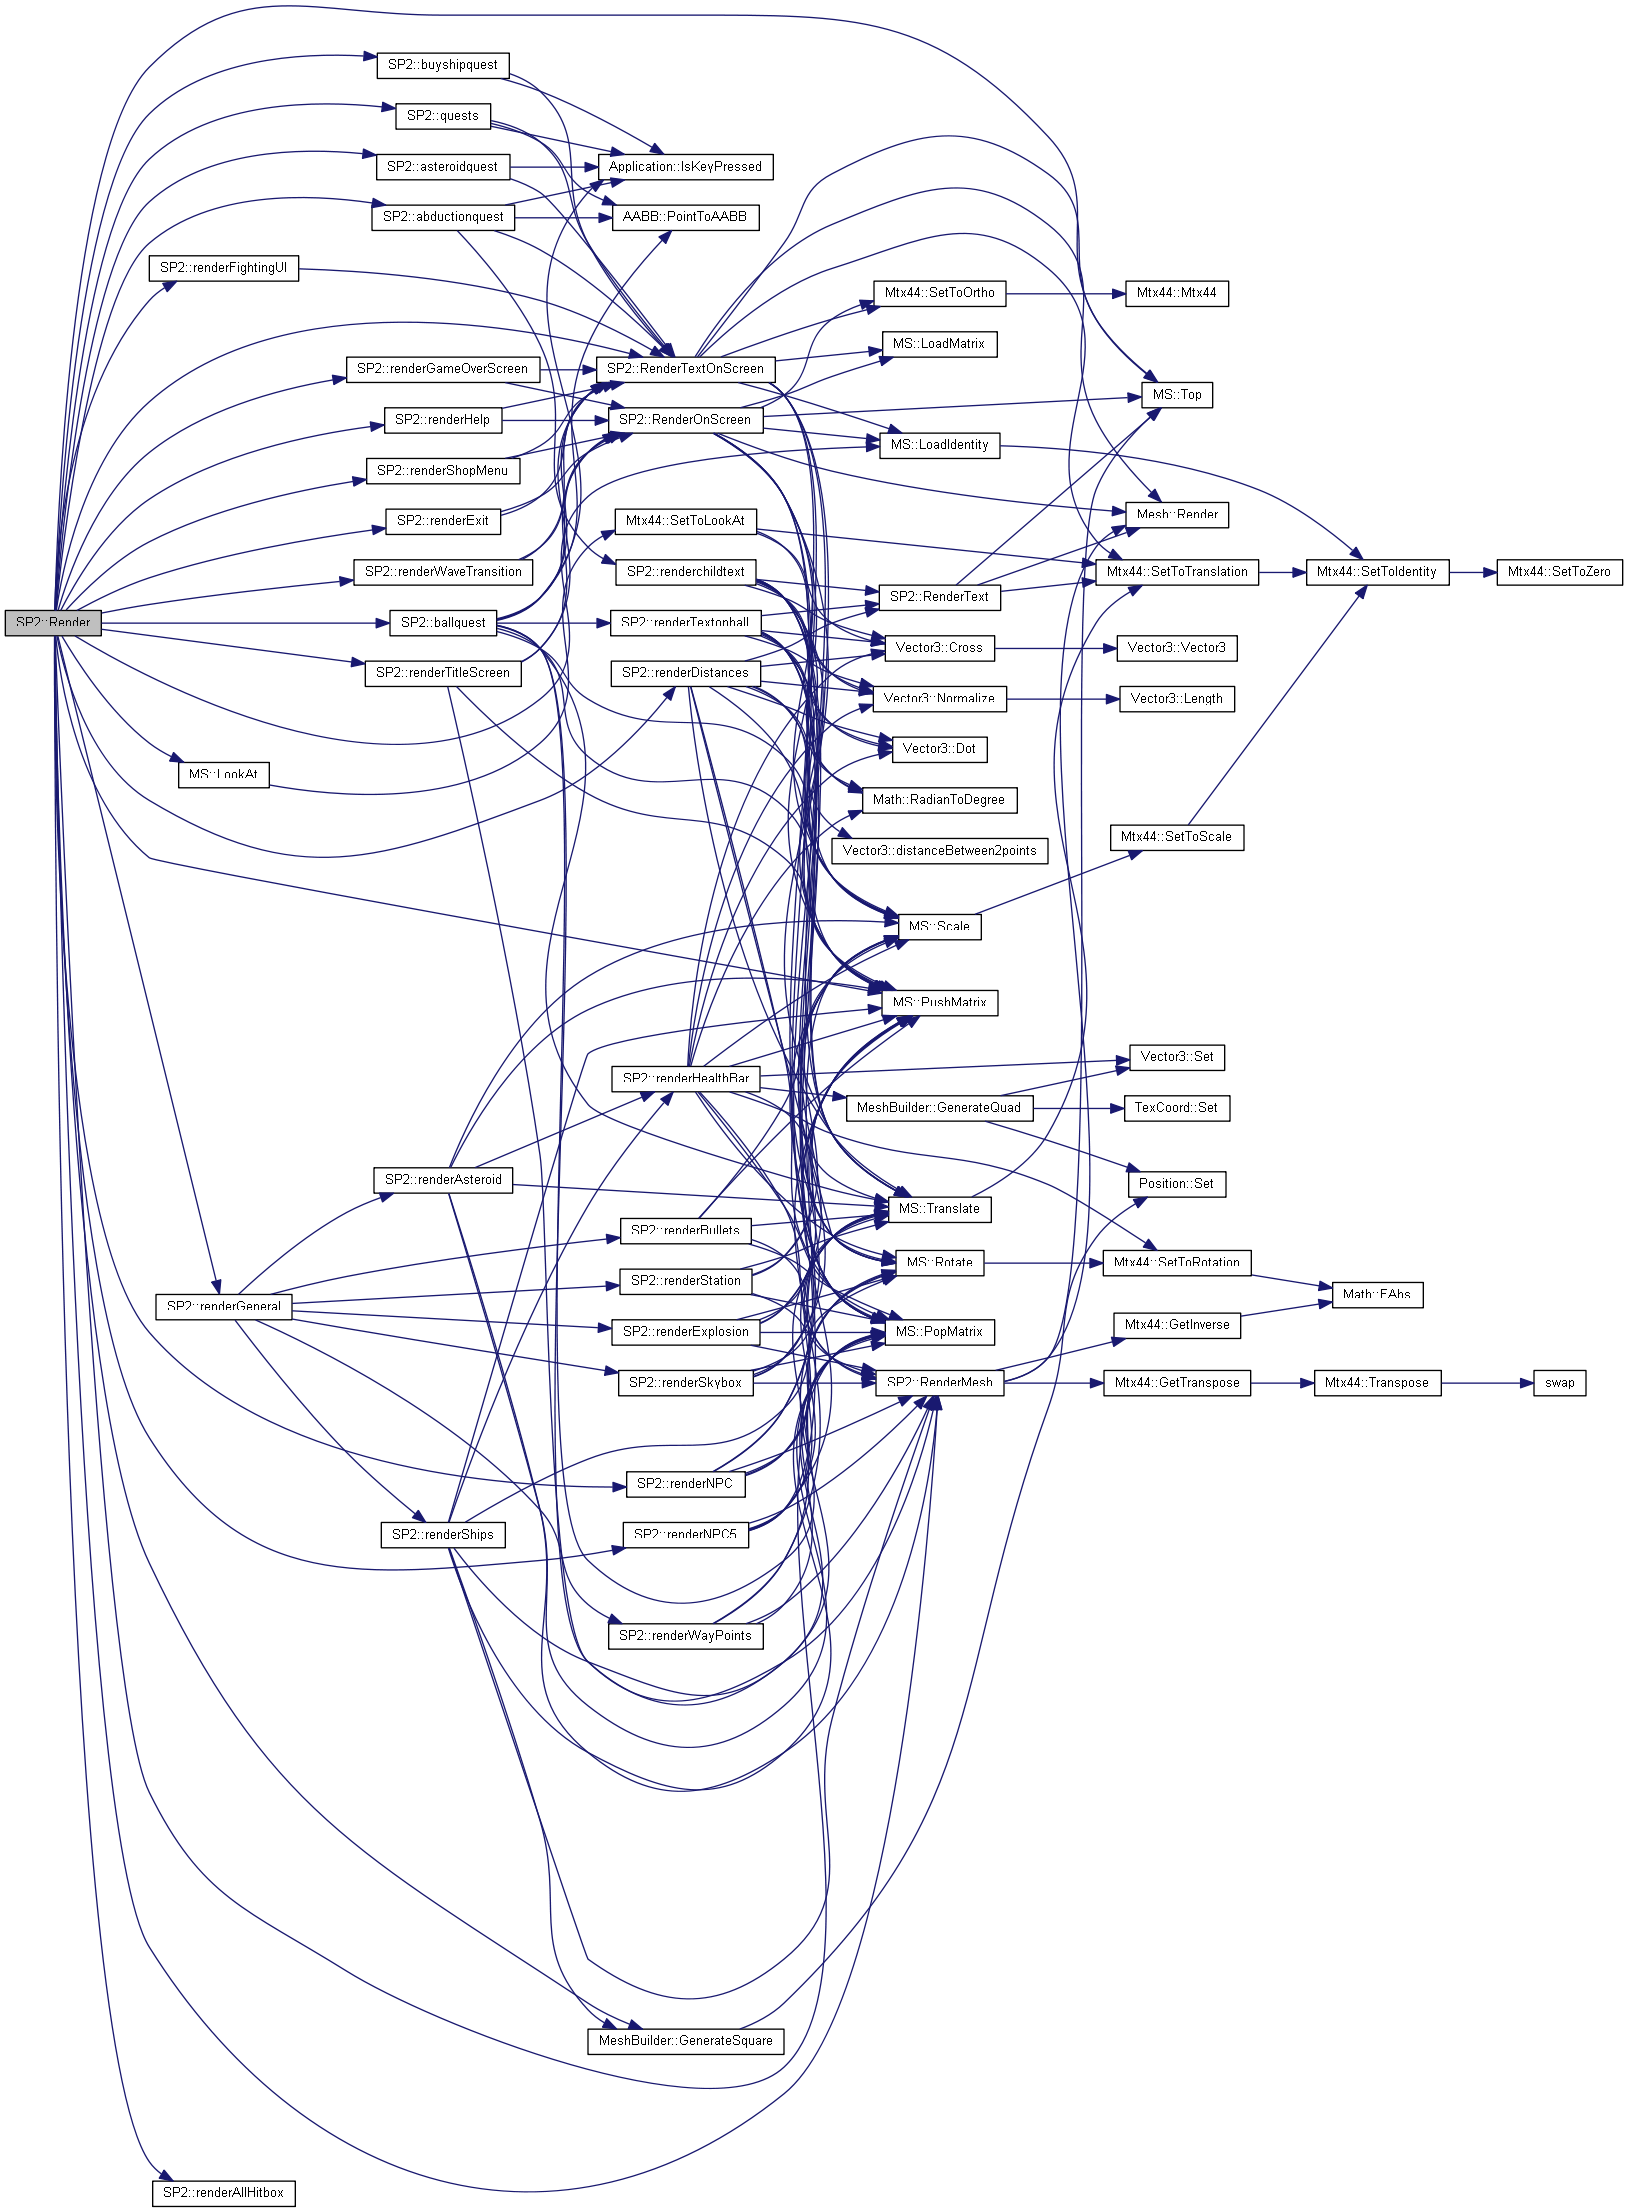 SP2::Render
SP2::buyshipquest
SP2::quests
SP2::asteroidquest
SP2::abductionquest
SP2::renderFightingUI
SP2::renderGameOverScreen
SP2::renderHelp
SP2::renderShopMenu
SP2::renderExit
SP2::renderWaveTransition
SP2::ballquest
SP2::renderTitleScreen
MS::LookAt
SP2::renderGeneral
SP2::renderAsteroid
SP2::renderShips
SP2::renderAllHitbox
Application::IsKeyPressed
AABB::PointToAABB
SP2::RenderTextOnScreen
SP2::RenderOnScreen
Mtx44::SetToLookAt
SP2::renderchildtext
SP2::renderTextonball
SP2::renderDistances
SP2::renderHealthBar
SP2::renderBullets
SP2::renderStation
SP2::renderExplosion
SP2::renderSkybox
SP2::renderNPC
SP2::renderNPC5
SP2::renderWayPoints
MeshBuilder::GenerateSquare
Mtx44::SetToOrtho
MS::LoadMatrix
MS::LoadIdentity
SP2::RenderText
Vector3::Cross
Vector3::Normalize
Vector3::Dot
Math::RadianToDegree
Vector3::distanceBetween2points
MS::Scale
MS::PushMatrix
MeshBuilder::GenerateQuad
MS::Translate
MS::Rotate
MS::PopMatrix
SP2::RenderMesh
Mtx44::Mtx44
MS::Top
Mesh::Render
Mtx44::SetToTranslation
Vector3::Vector3
Vector3::Length
Mtx44::SetToScale
Vector3::Set
TexCoord::Set
Position::Set
Mtx44::SetToRotation
Mtx44::GetInverse
Mtx44::GetTranspose
Mtx44::SetToIdentity
Math::FAbs
Mtx44::Transpose
Mtx44::SetToZero
swap